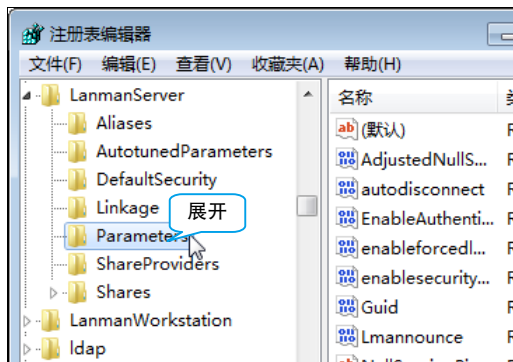 注册表编辑器
文件(F) 编辑(E) 查看(V) 收藏夹(A) 帮助(H)
LanmanServer
Aliases
AutotunedParameters
DefaultSecurity
Linkage
展开
Parameters
ShareProviders
Shares
LanmanWorkstation
ldap
名称
(默认)
AdjustedNullS...
autodisconnect
EnableAuthenti...
enableforcedl...
enablesecurity...
Guid
Lmannounce